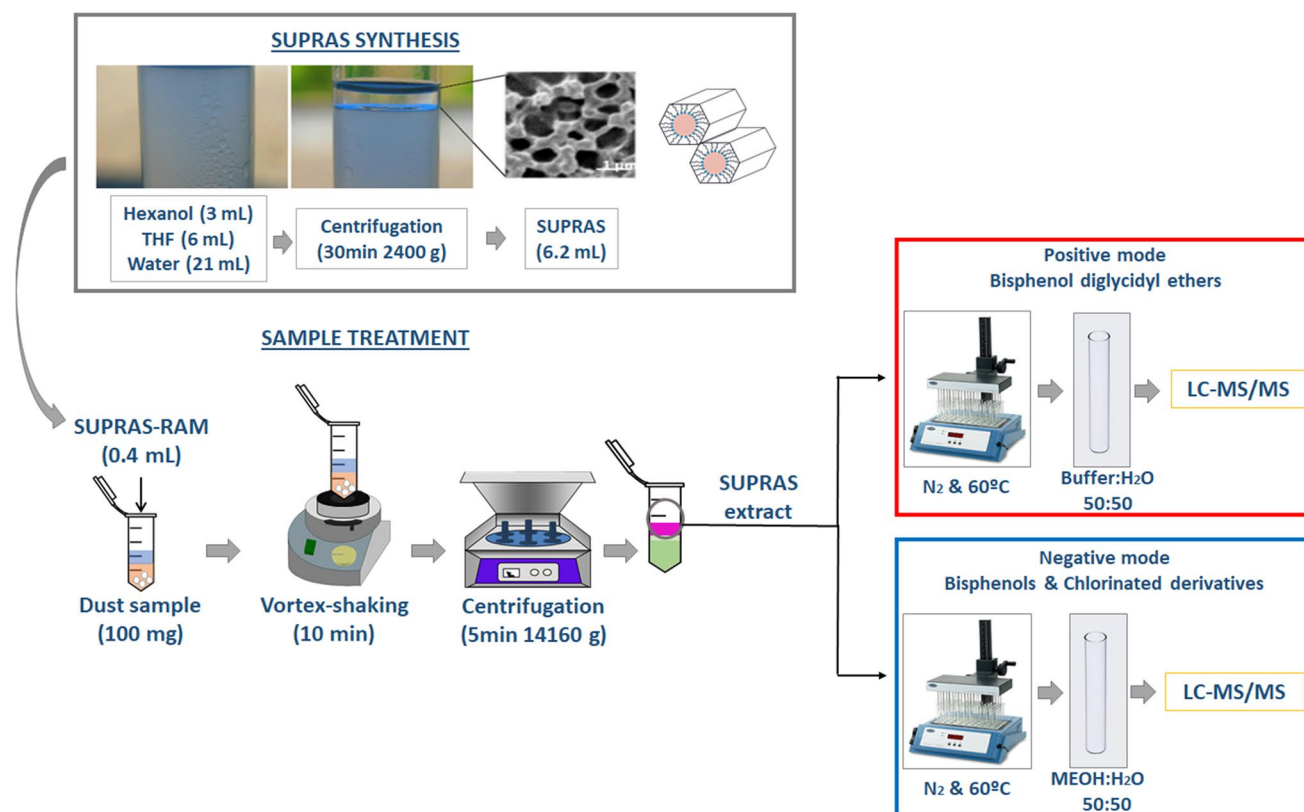 SUPRAS SYNTHESIS
1 µm
Hexanol (3 mL)
THF (6 mL)
Water (21 mL)
Centrifugation
(30min 2400 g)
SUPRAS
(6.2 mL)
SAMPLE TREATMENT
SUPRAS-RAM
(0.4 mL)
Dust sample
(100 mg)
Vortex-shaking
(10 min)
Centrifugation
(5min 14160 g)
SUPRAS
extract
Positive mode
Bisphenol diglycidyl ethers
N₂ & 60ºC
Buffer:H₂O
50:50
LC-MS/MS
Negative mode
Bisphenols & Chlorinated derivatives
N₂ & 60ºC
MEOH:H₂O
50:50
LC-MS/MS